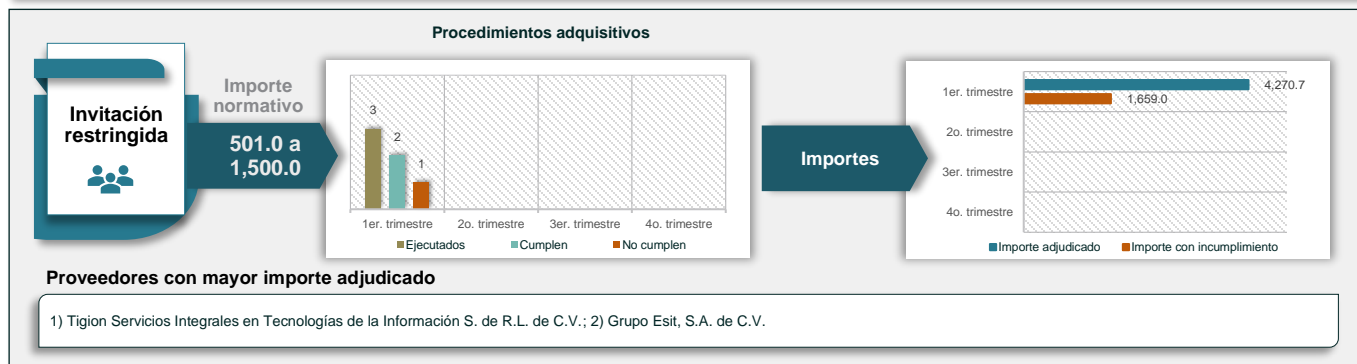 Procedimientos adquisitivos
Invitación
restringida
Importe
normativo
501.0 a
1,500.0
3
2
1
1er. trimestre
2o. trimestre
3er. trimestre
4o. trimestre
Ejecutados
Cumplen
No cumplen
Importes
1er. trimestre
4,270.7
1,659.0
2o. trimestre
3er. trimestre
4o. trimestre
Importe adjudicado
Importe con incumplimiento
Proveedores con mayor importe adjudicado
1) Tigion Servicios Integrales en Tecnologías de la Información S. de R.L. de C.V.; 2) Grupo Esit, S.A. de C.V.